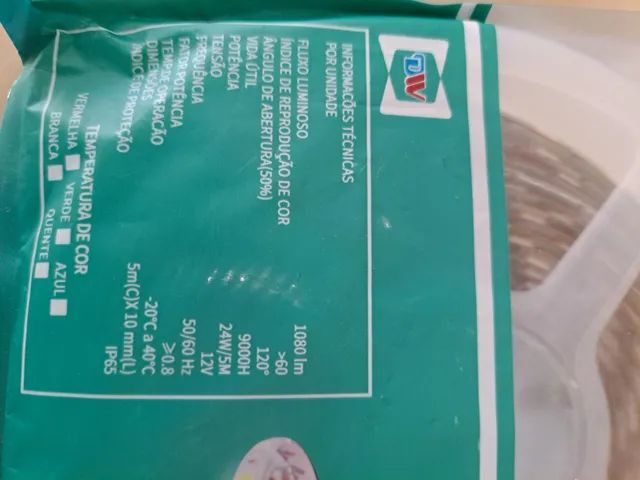 DW
INFORMAÇÕES TÉCNICAS
POR UNIDADE
FLUXO LUMINOSO 1080 lm
ÍNDICE DE REPRODUÇÃO DE COR >60
ÂNGULO DE ABERTURA(50%) 120°
VIDA ÚTIL 9000H
POTÊNCIA 24W/5M
TENSÃO 12V
FREQUÊNCIA 50/60 Hz
FATOR POTÊNCIA ≥0.8
TEMP. DE OPERAÇÃO -20°C a 40°C
DIMENSÕES 5m(C)X 10 mm(L)
ÍNDICE DE PROTEÇÃO IP65
TEMPERATURA DE COR
VERMELHA VERDE AZUL
BRANCA QUENTE